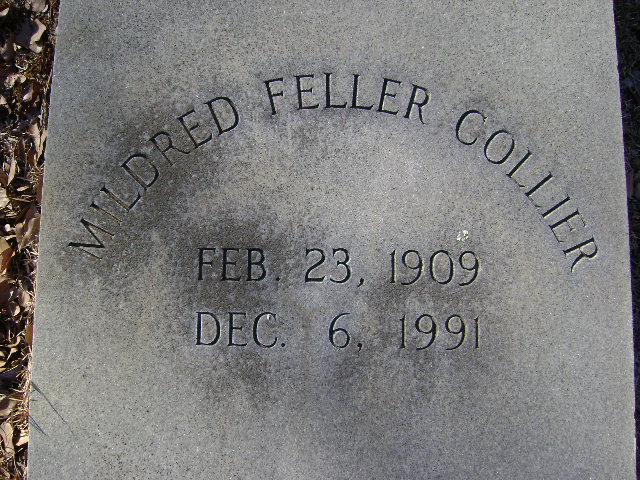 MILDRED FELLER COLLIER
FEB. 23, 1909
DEC. 6, 1991